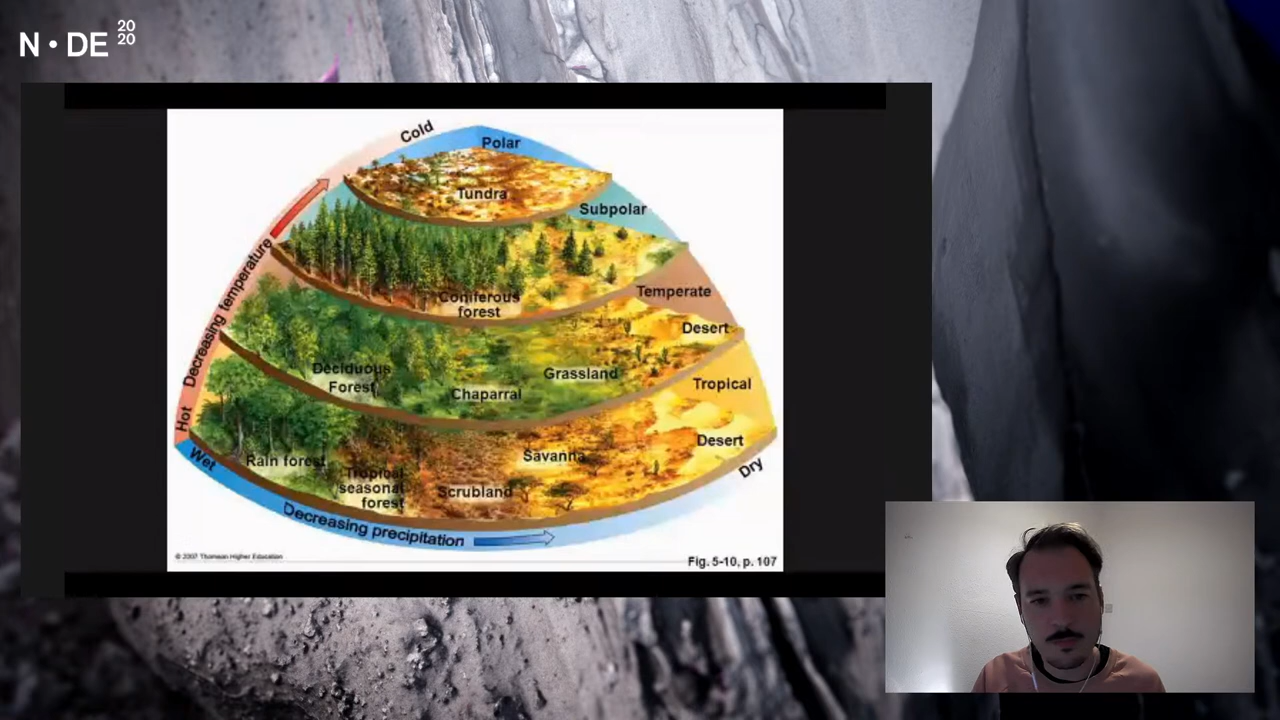 N•DE 20
20
Cold
Polar
Tundra
Subpolar
Decreasing temperature
Coniferous
forest
Temperate
Desert
Deciduous
Forest
Chaparral
Grassland
Tropical
Hot
Wet
Rain forest
Tropical
seasonal
forest
Scrubland
Savanna
Desert
Dry
Decreasing precipitation
© 2007 Thomson Higher Education
Fig. 5-10, p. 107